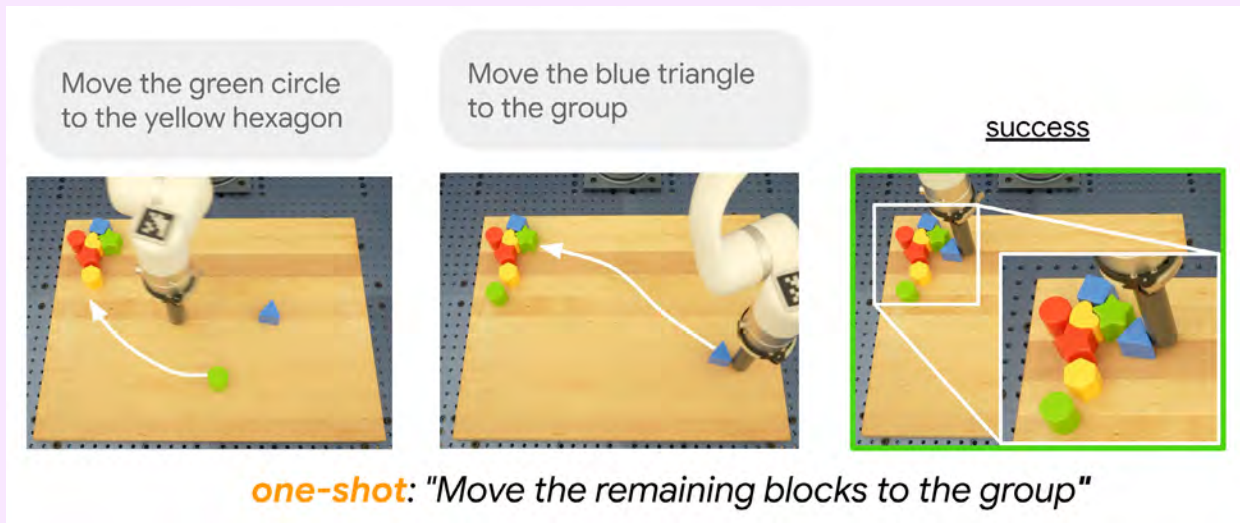 Move the green circle
to the yellow hexagon
Move the blue triangle
to the group
success
one-shot: "Move the remaining blocks to the group"